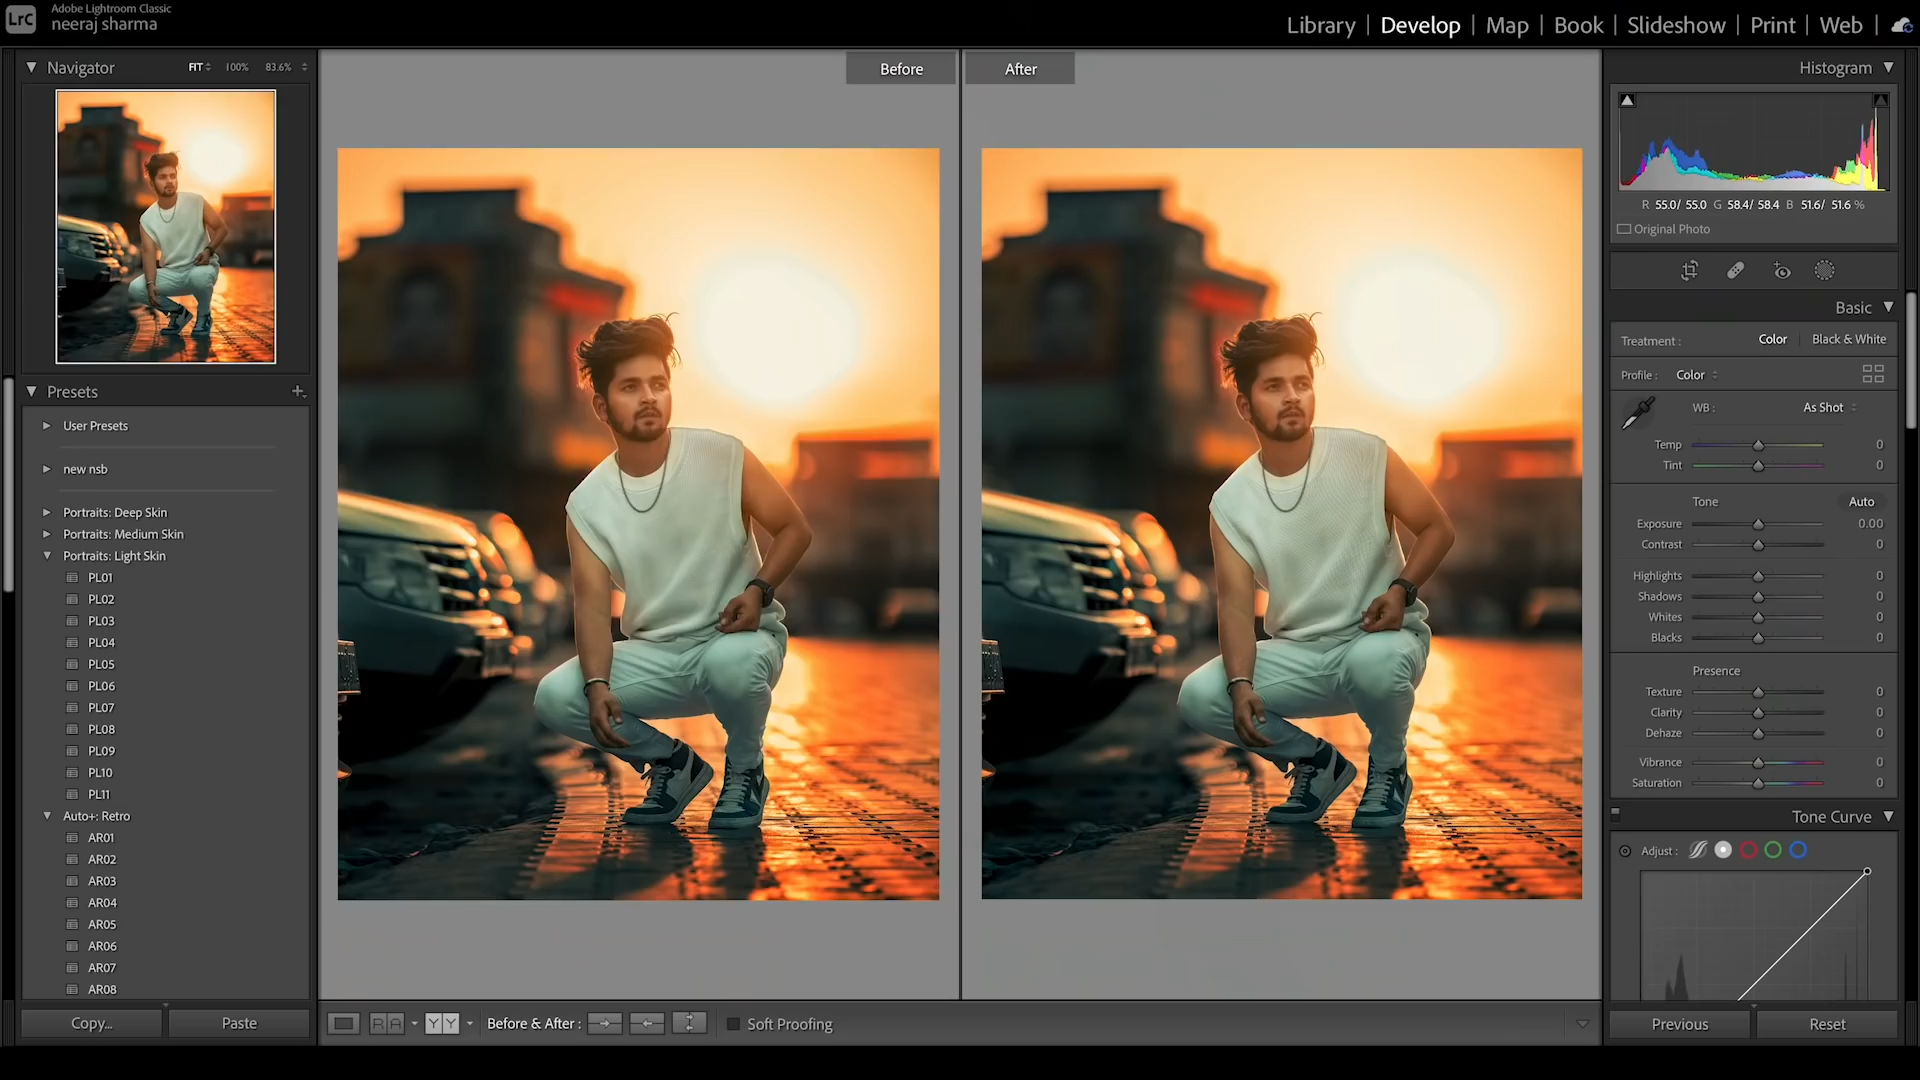 LrC
Adobe Lightroom Classic
neeraj sharma
Library | Develop | Map | Book | Slideshow | Print | Web |
Navigator FIT 100% 83.6%
Presets
User Presets
new nsb
Portraits: Deep Skin
Portraits: Medium Skin
Portraits: Light Skin
PL01
PL02
PL03
PL04
PL05
PL06
PL07
PL08
PL09
PL10
PL11
Auto+: Retro
AR01
AR02
AR03
AR04
AR05
AR06
AR07
AR08
Copy... Paste
Before After
R A Y Y Before & After : Soft Proofing
Histogram
R 55.0/ 55.0 G 58.4/ 58.4 B 51.6/ 51.6 %
Original Photo
Basic
Treatment : Color Black & White
Profile : Color
WB : As Shot
Temp 0
Tint 0
Tone Auto
Exposure 0.00
Contrast 0
Highlights 0
Shadows 0
Whites 0
Blacks 0
Presence
Texture 0
Clarity 0
Dehaze 0
Vibrance 0
Saturation 0
Tone Curve
Adjust :
Previous Reset